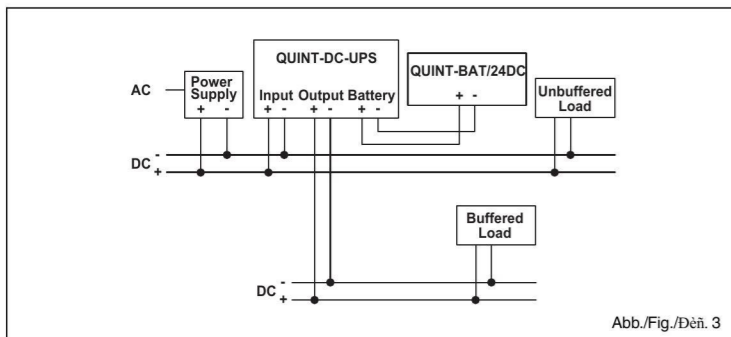 QUINT-DC-UPS
QUINT-BAT/24DC
AC
Power
Supply
+ -
Input Output Battery
+ - + - + -
+ -
Unbuffered
Load
-
DC
+
Buffered
Load
-
DC
+
Abb./Fig./Ðèñ. 3